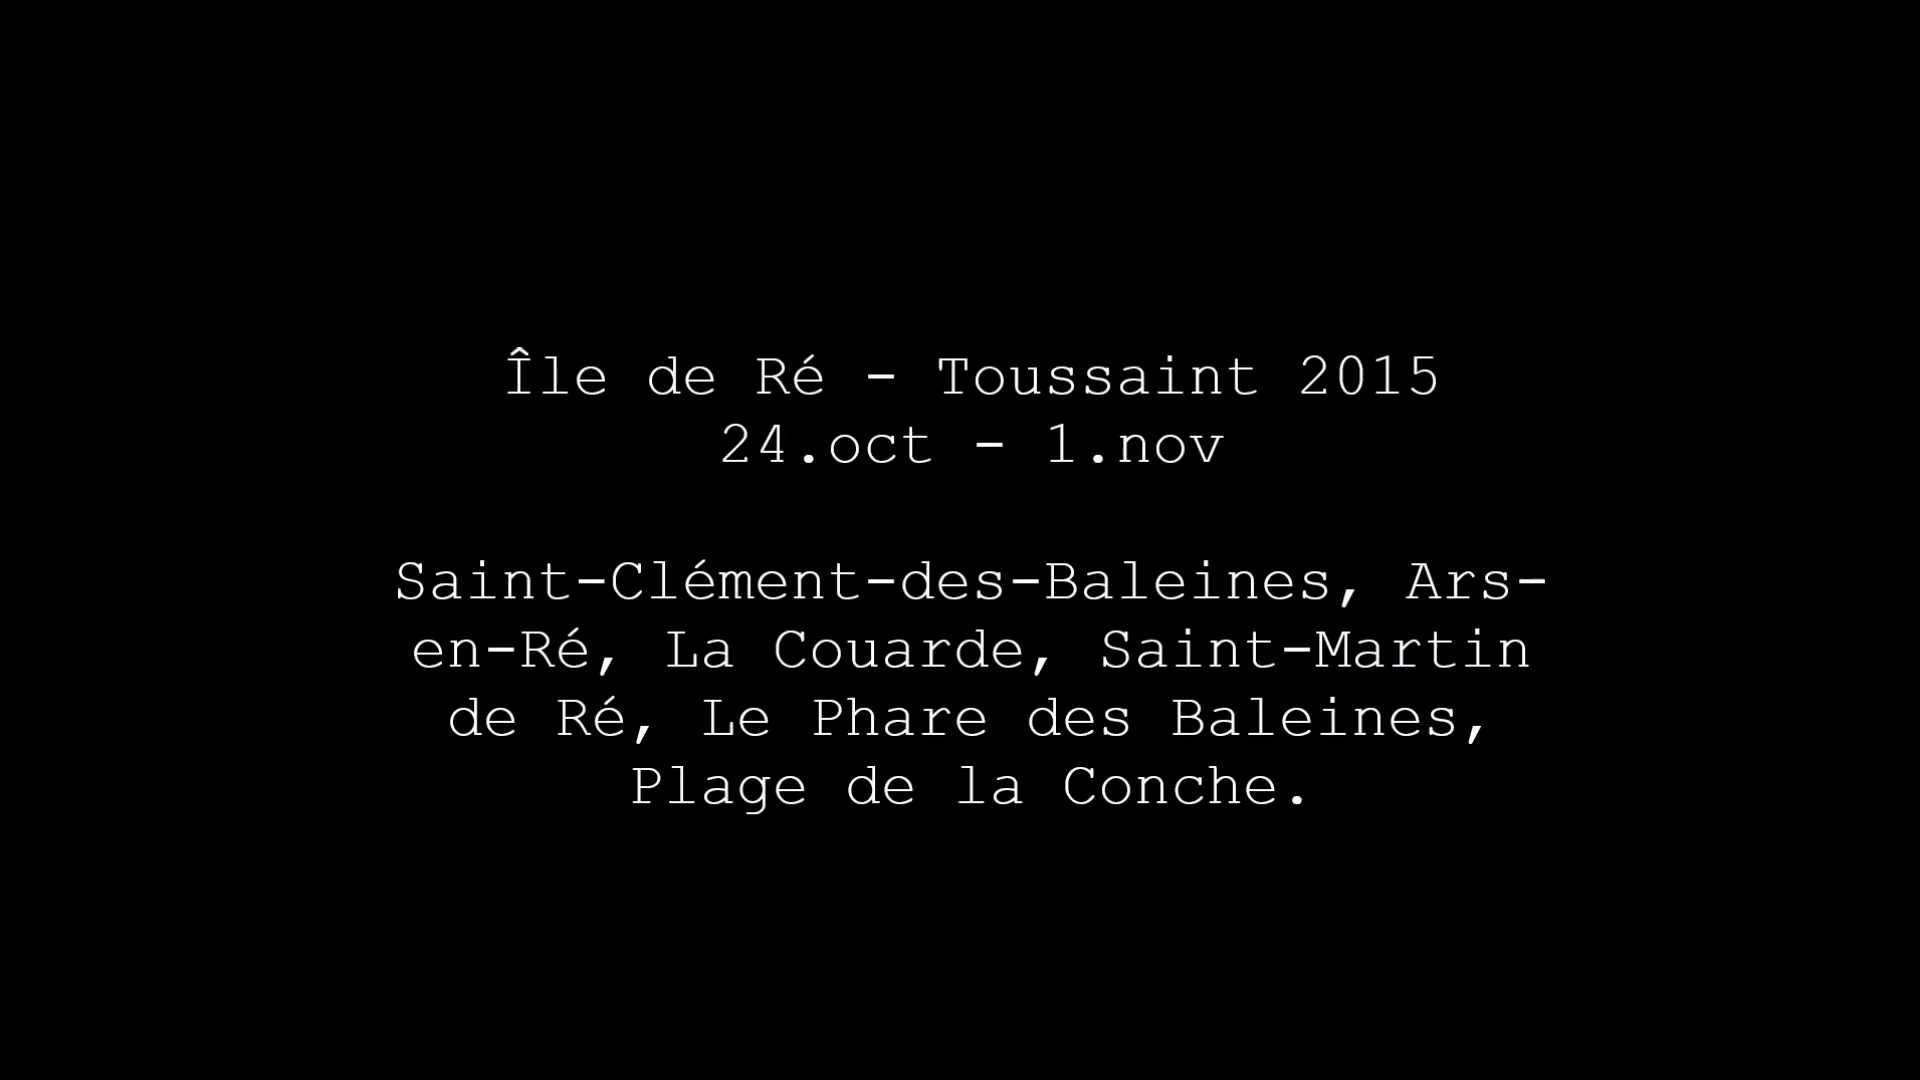 Île de Ré - Toussaint 2015
24.oct - 1.nov
Saint-Clément-des-Baleines, Ars-
en-Ré, La Couarde, Saint-Martin
de Ré, Le Phare des Baleines,
Plage de la Conche.